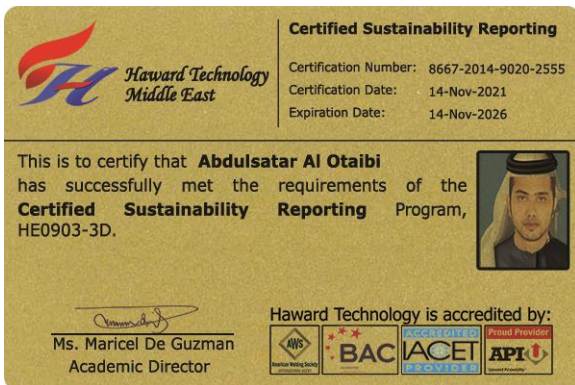 Haward Technology
Middle East
Certified Sustainability Reporting
Certification Number: 8667-2014-9020-2555
Certification Date: 14-Nov-2021
Expiration Date: 14-Nov-2026
This is to certify that Abdulsatar Al Otaibi
has successfully met the requirements of the
Certified Sustainability Reporting Program,
HE0903-3D.
Ms. Maricel De Guzman
Academic Director
Haward Technology is accredited by:
AWS
American Welding Society
BAC
ACCREDITED
IACET
PROVIDER
Proud Provider
API